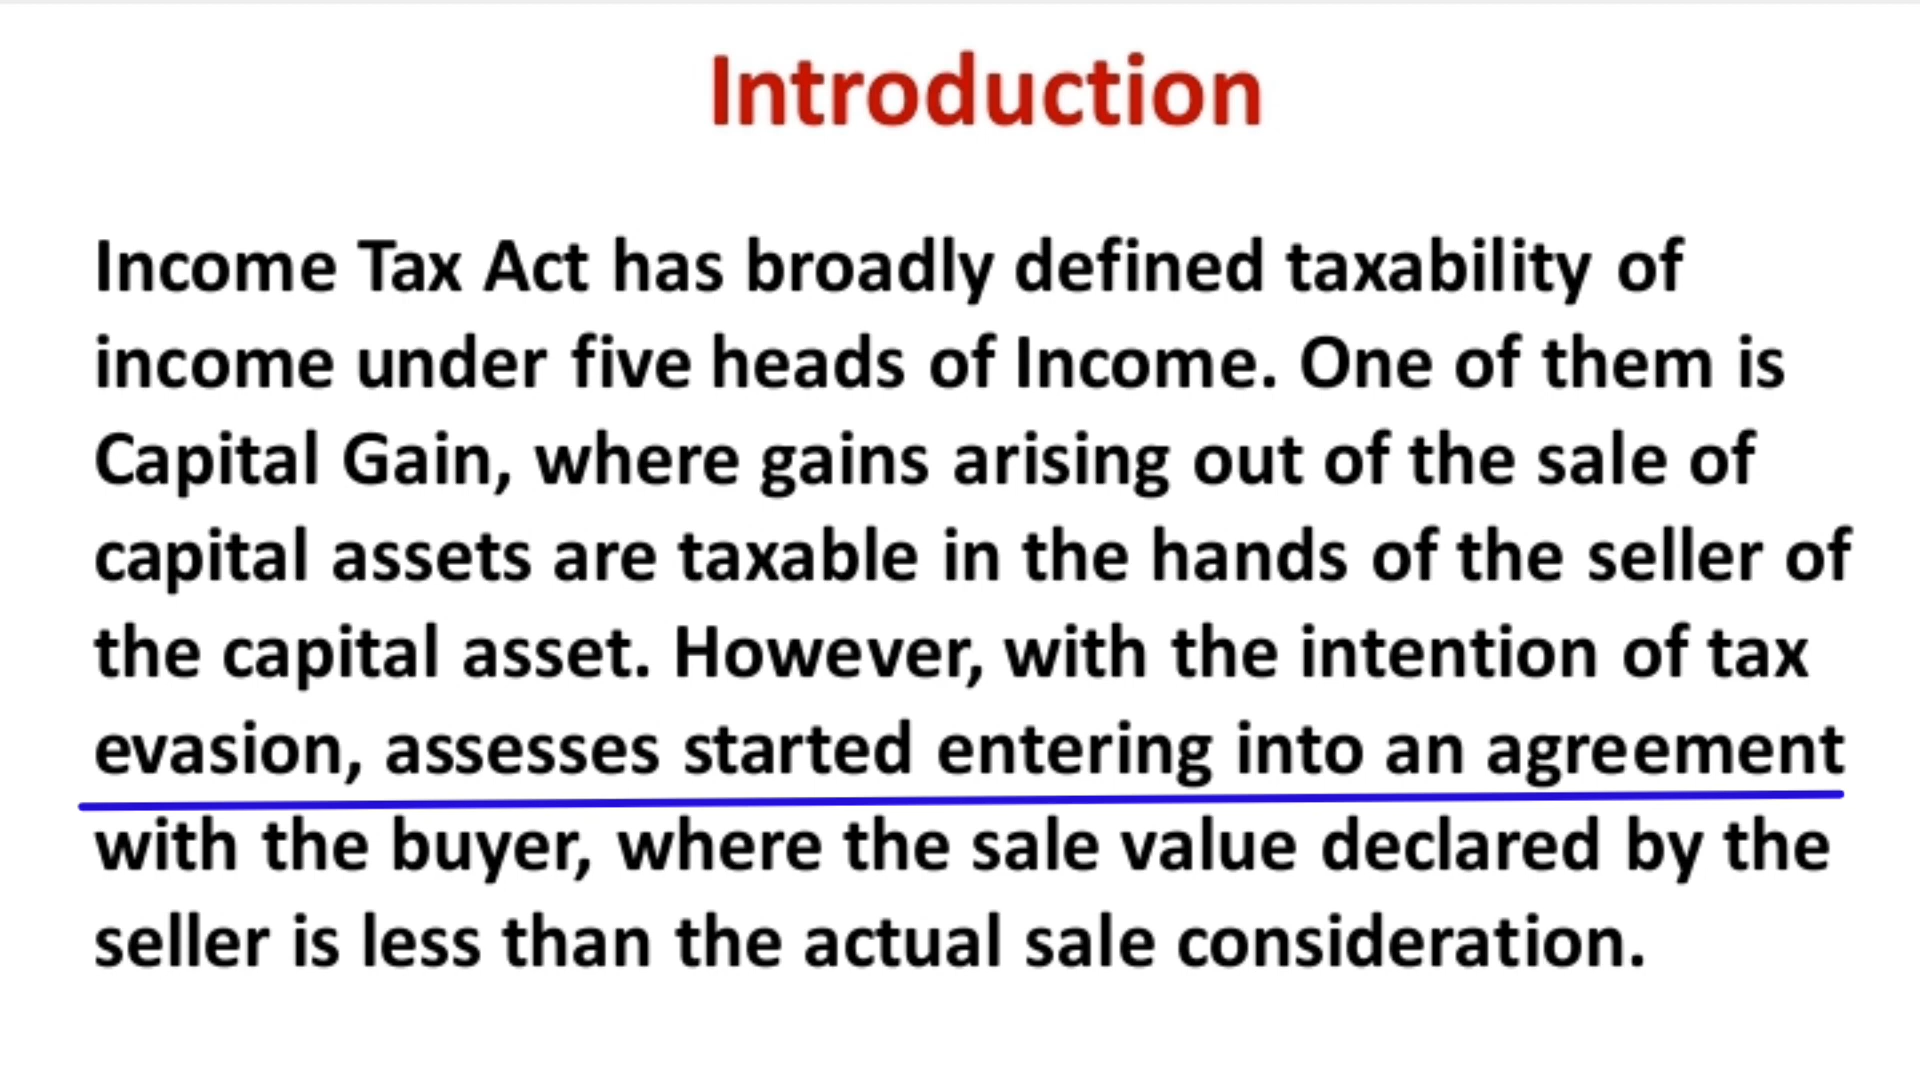 Introduction
Income Tax Act has broadly defined taxability of
income under five heads of Income. One of them is
Capital Gain, where gains arising out of the sale of
capital assets are taxable in the hands of the seller of
the capital asset. However, with the intention of tax
evasion, assesses started entering into an agreement
with the buyer, where the sale value declared by the
seller is less than the actual sale consideration.